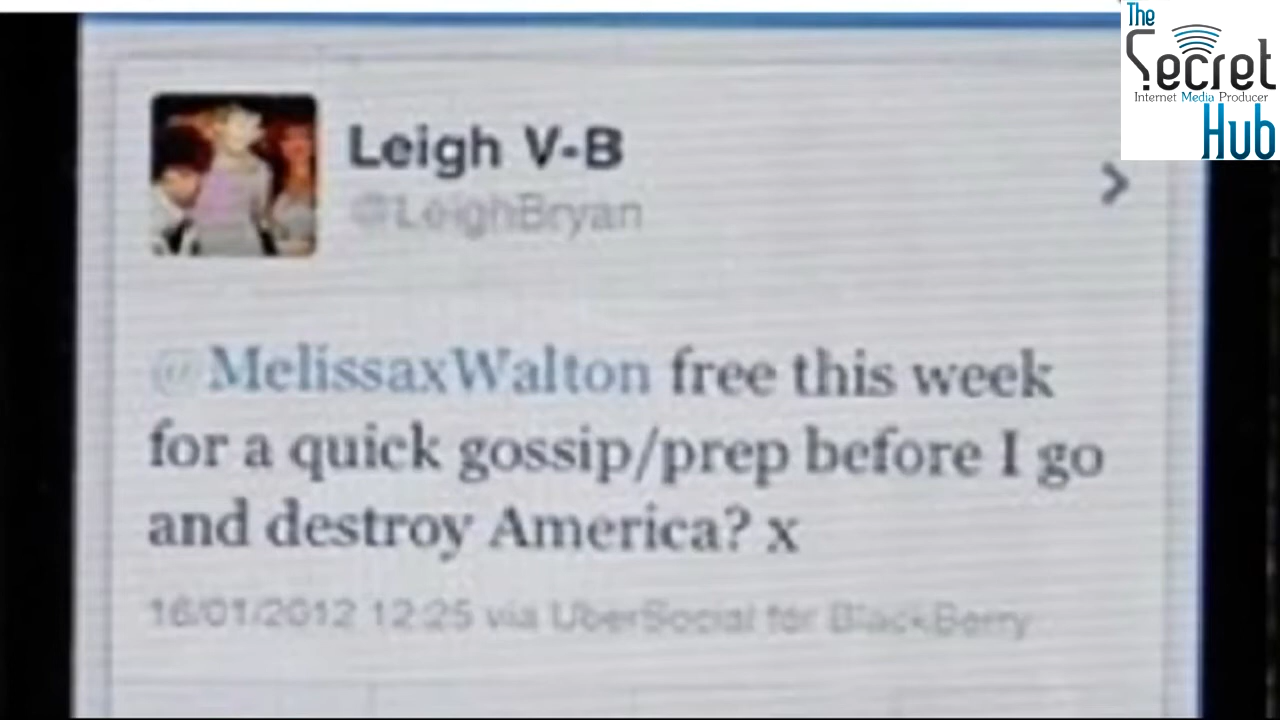 The
Secret
Internet Media Producer
Hub
Leigh V-B
@LeighBryan
@MelissaxWalton free this week
for a quick gossip/prep before I go
and destroy America? x
16/01/2012 12:25 via UberSocial for BlackBerry